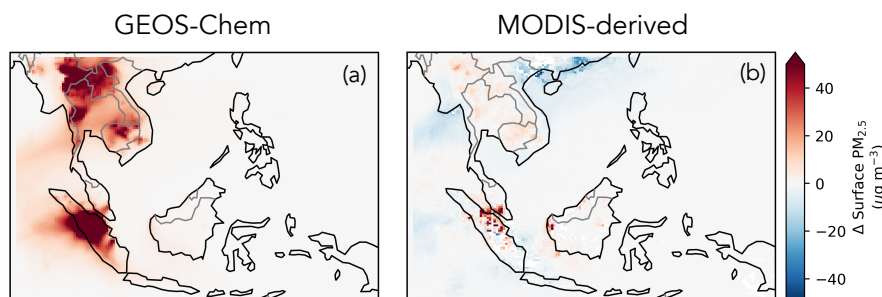 GEOS-Chem
MODIS-derived
(a)
(b)
40
20
0
−20
−40
Δ Surface PM2.5
(μg m−3)